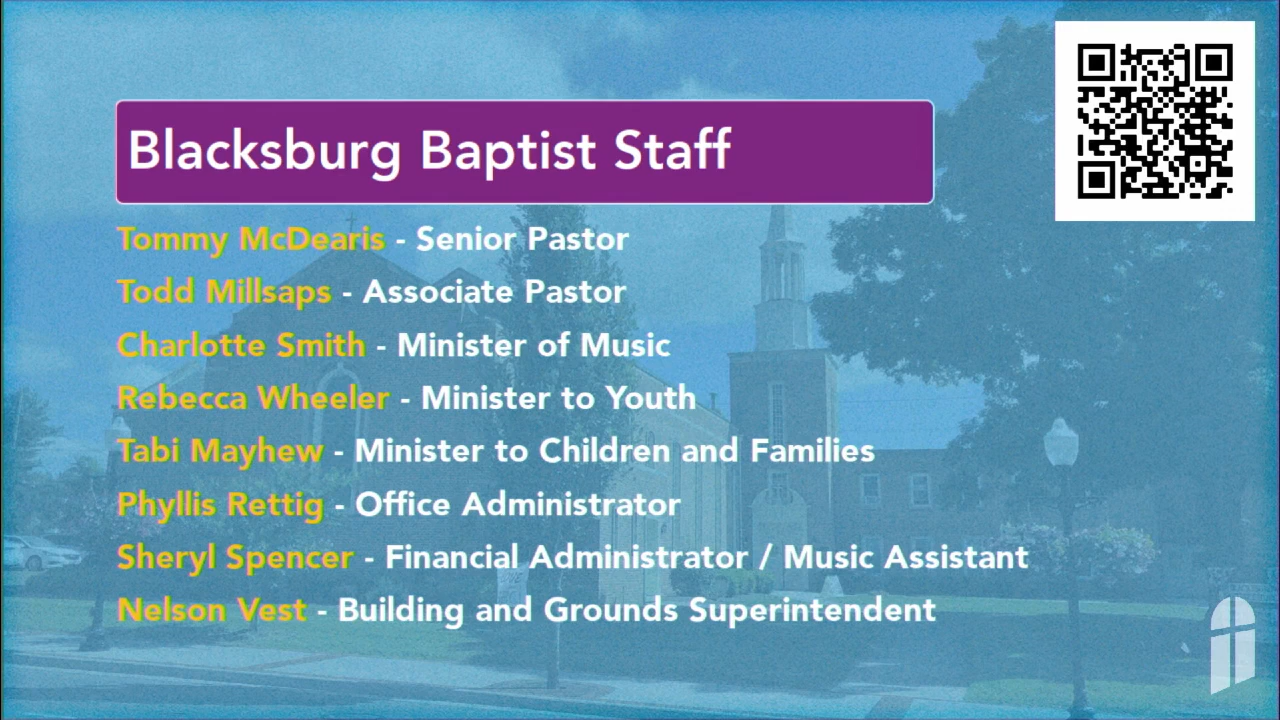 Blacksburg Baptist Staff
Tommy McDearis - Senior Pastor
Todd Millsaps - Associate Pastor
Charlotte Smith - Minister of Music
Rebecca Wheeler - Minister to Youth
Tabi Mayhew - Minister to Children and Families
Phyllis Rettig - Office Administrator
Sheryl Spencer - Financial Administrator / Music Assistant
Nelson Vest - Building and Grounds Superintendent